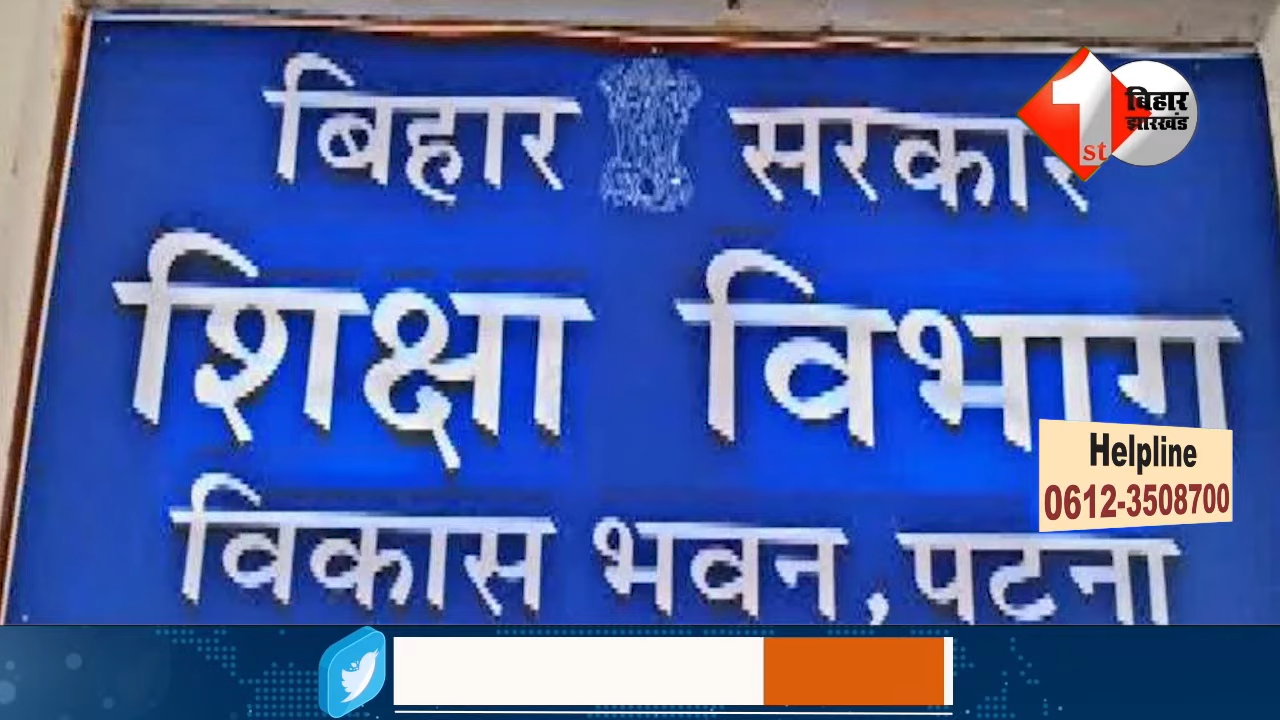 बिहार सरकार
1st बिहार
झारखंड
शिक्षा विभाग
Helpline
0612-3508700
विकास भवन, पटना